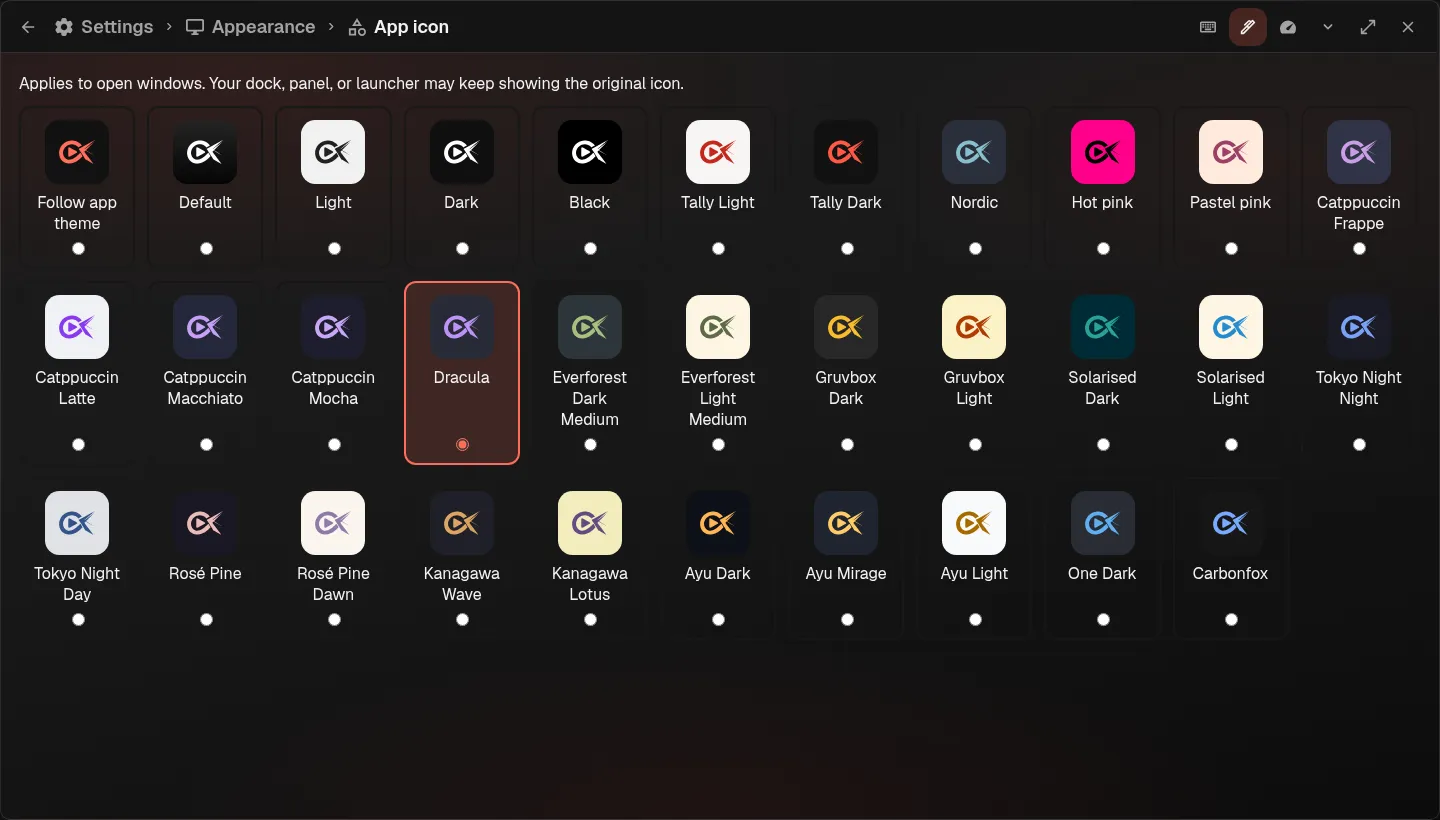 Settings › Appearance › App icon
Applies to open windows. Your dock, panel, or launcher may keep showing the original icon.
Follow app theme
Default
Light
Dark
Black
Tally Light
Tally Dark
Nordic
Hot pink
Pastel pink
Catppuccin Frappe
Catppuccin Latte
Catppuccin Macchiato
Catppuccin Mocha
Dracula
Everforest Dark Medium
Everforest Light Medium
Gruvbox Dark
Gruvbox Light
Solarised Dark
Solarised Light
Tokyo Night Night
Tokyo Night Day
Rosé Pine
Rosé Pine Dawn
Kanagawa Wave
Kanagawa Lotus
Ayu Dark
Ayu Mirage
Ayu Light
One Dark
Carbonfox